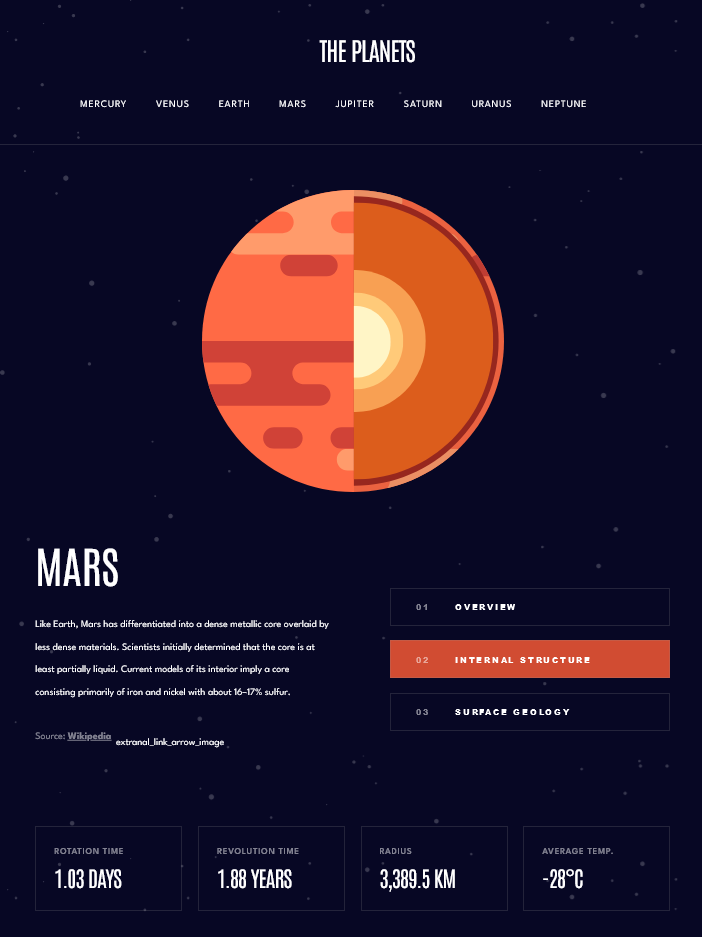 THE PLANETS
MERCURY VENUS EARTH MARS JUPITER SATURN URANUS NEPTUNE
MARS
Like Earth, Mars has differentiated into a dense metallic core overlaid by
less dense materials. Scientists initially determined that the core is at
least partially liquid. Current models of its interior imply a core
consisting primarily of iron and nickel with about 16–17% sulfur.
Source: Wikipedia extranal_link_arrow_image
01 OVERVIEW
02 INTERNAL STRUCTURE
03 SURFACE GEOLOGY
ROTATION TIME
1.03 DAYS
REVOLUTION TIME
1.88 YEARS
RADIUS
3,389.5 KM
AVERAGE TEMP.
-28°C